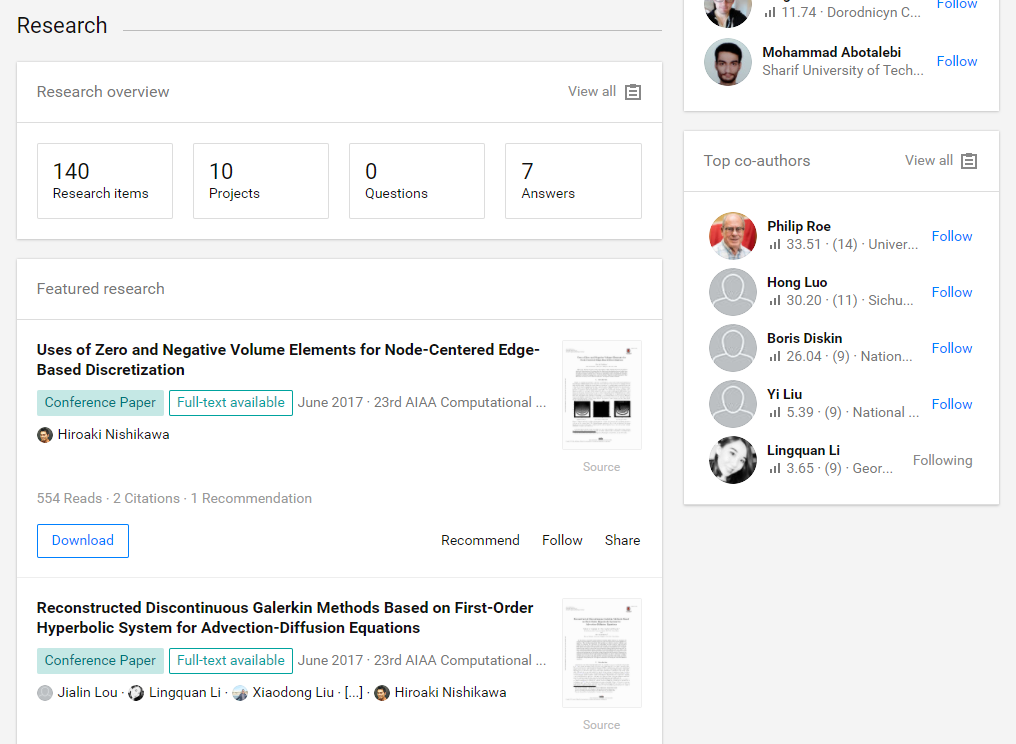 Research
Research overview
View all
140
Research items
10
Projects
0
Questions
7
Answers
Featured research
Uses of Zero and Negative Volume Elements for Node-Centered Edge-
Based Discretization
Conference Paper Full-text available June 2017 · 23rd AIAA Computational ...
Hiroaki Nishikawa
Source
554 Reads · 2 Citations · 1 Recommendation
Download
Recommend Follow Share
Reconstructed Discontinuous Galerkin Methods Based on First-Order
Hyperbolic System for Advection-Diffusion Equations
Conference Paper Full-text available June 2017 · 23rd AIAA Computational ...
Jialin Lou · Lingquan Li · Xiaodong Liu · [...] · Hiroaki Nishikawa
Source
11.74 · Dorodnicyn C...
Follow
Mohammad Abotalebi
Sharif University of Tech...
Follow
Top co-authors
View all
Philip Roe
33.51 · (14) · Univer...
Follow
Hong Luo
30.20 · (11) · Sichu...
Follow
Boris Diskin
26.04 · (9) · Nation...
Follow
Yi Liu
5.39 · (9) · National ...
Follow
Lingquan Li
3.65 · (9) · Geor...
Following